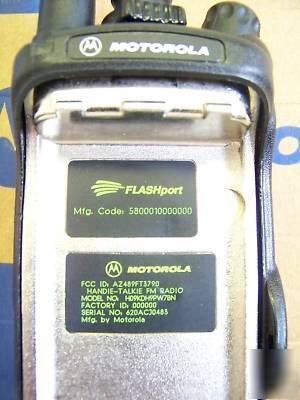 MOTOROLA
FLASHport
Mfg. Code: 5800010000000
MOTOROLA
FCC ID: AZ489FT3790
HANDIE-TALKIE FM RADIO
MODEL NO: H09KDH9PW7BN
FACTORY ID: 000000
SERIAL NO: 620ACJ0483
Mfg. by Motorola